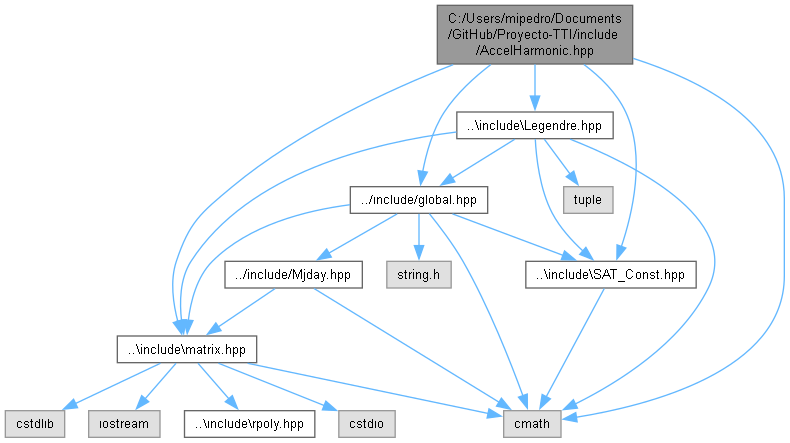 C:/Users/mipedro/Documents
/GitHub/Proyecto-TTI/include
/AccelHarmonic.hpp
..\include\Legendre.hpp
../include/global.hpp
tuple
../include/Mjday.hpp
string.h
..\include\SAT_Const.hpp
..\include\matrix.hpp
cstdlib
iostream
..\include\rpoly.hpp
cstdio
cmath